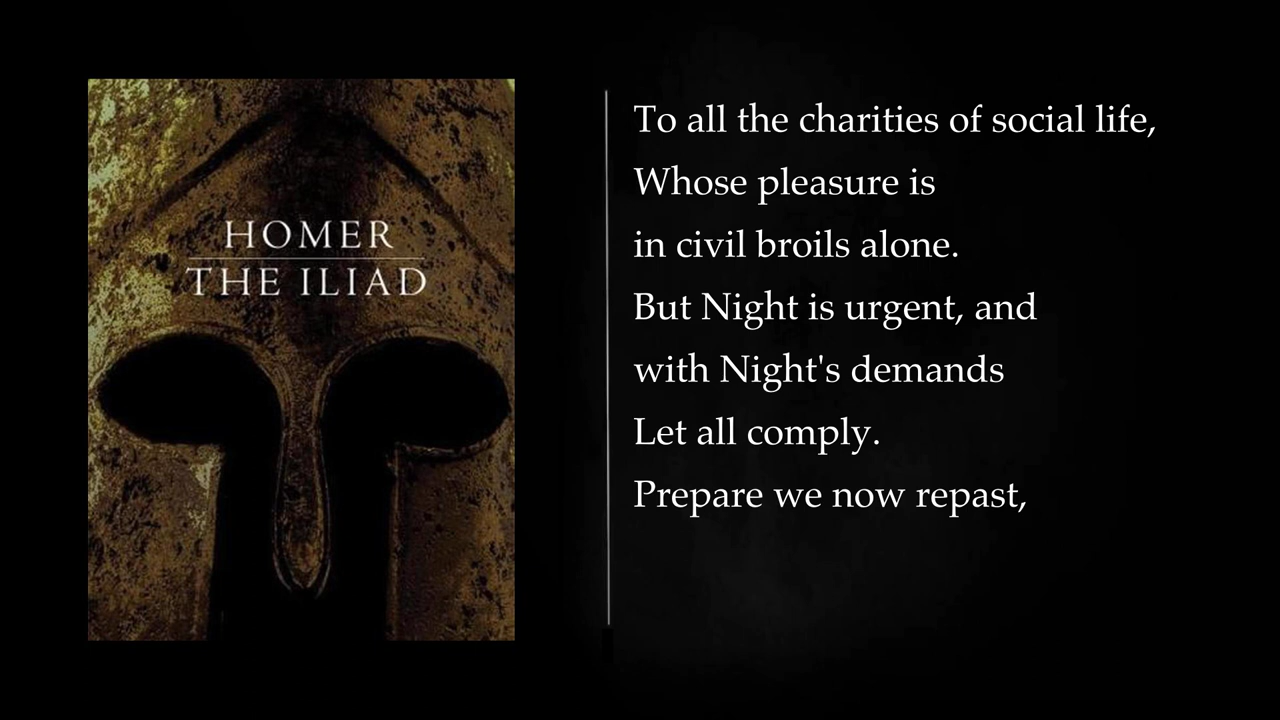 HOMER
THE ILIAD
To all the charities of social life,
Whose pleasure is
in civil broils alone.
But Night is urgent, and
with Night's demands
Let all comply.
Prepare we now repast,